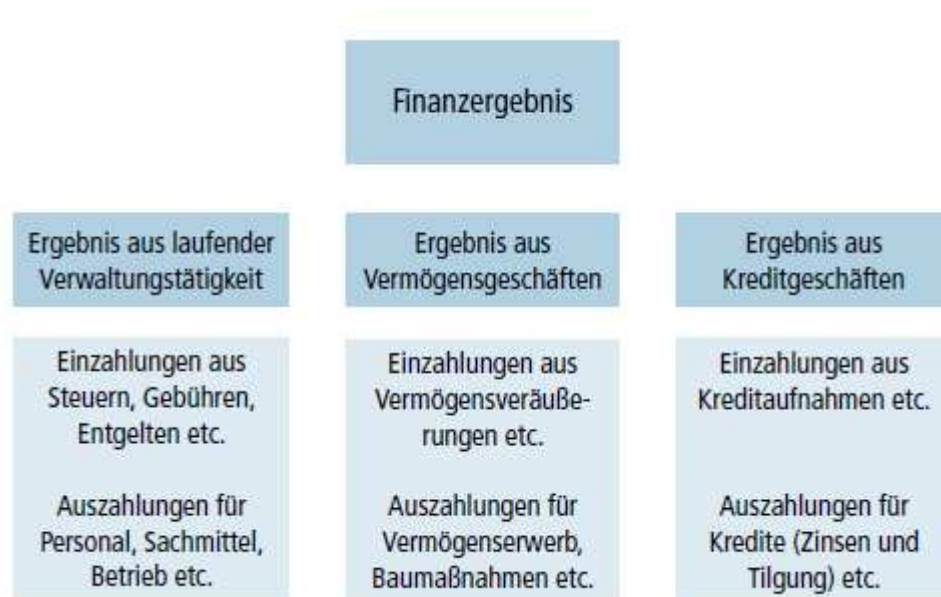 Finanzergebnis
Ergebnis aus laufender
Verwaltungstätigkeit
Ergebnis aus
Vermögensgeschäften
Ergebnis aus
Kreditgeschäften
Einzahlungen aus
Steuern, Gebühren,
Entgelten etc.
Auszahlungen für
Personal, Sachmittel,
Betrieb etc.
Einzahlungen aus
Vermögensveräuße-
rungen etc.
Auszahlungen für
Vermögenserwerb,
Baumaßnahmen etc.
Einzahlungen aus
Kreditaufnahmen etc.
Auszahlungen für
Kredite (Zinsen und
Tilgung) etc.